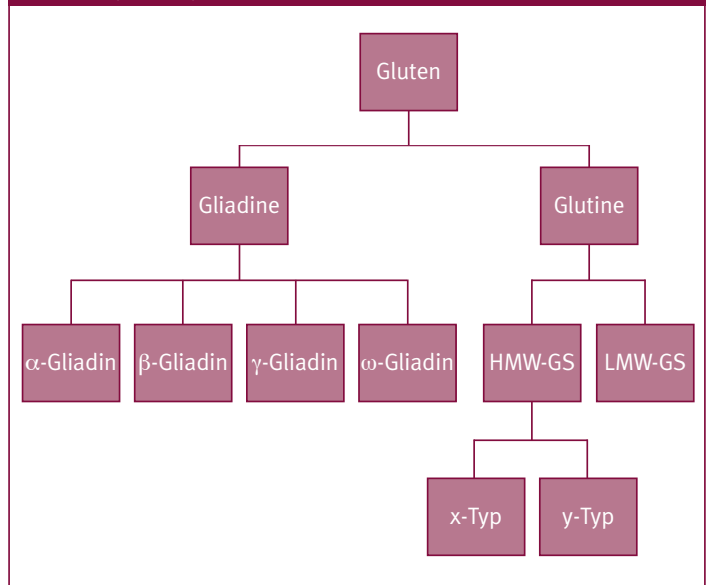 Gluten
Gliadine
Glutine
α-Gliadin
β-Gliadin
γ-Gliadin
ω-Gliadin
HMW-GS
LMW-GS
x-Typ
y-Typ